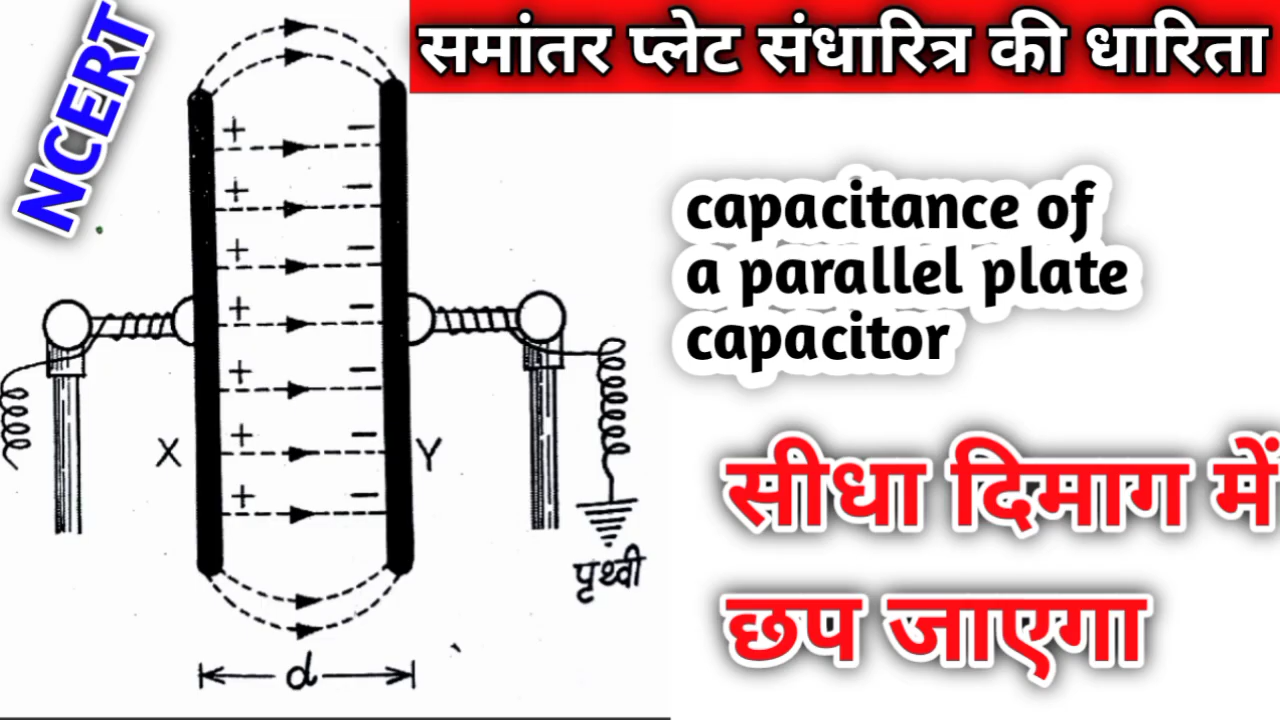 NCERT
समांतर प्लेट संधारित्र की धारिता
capacitance of
a parallel plate
capacitor
सीधा दिमाग में
छप जाएगा
+ −
+ −
+ −
+ −
+ −
+ −
+ −
X Y
पृथ्वी
d